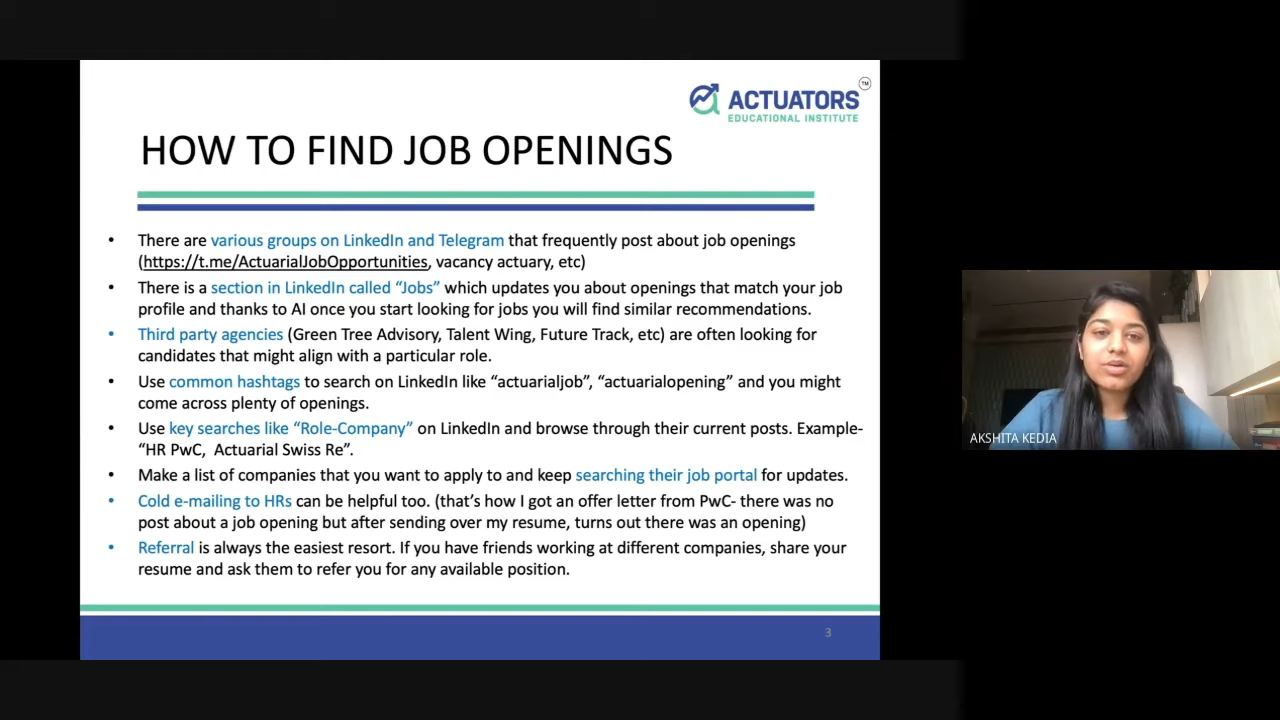 TM
ACTUATORS
EDUCATIONAL INSTITUTE
HOW TO FIND JOB OPENINGS
• There are various groups on LinkedIn and Telegram that frequently post about job openings
(https://t.me/ActuarialJobOpportunities, vacancy actuary, etc)
• There is a section in LinkedIn called “Jobs” which updates you about openings that match your job
profile and thanks to AI once you start looking for jobs you will find similar recommendations.
• Third party agencies (Green Tree Advisory, Talent Wing, Future Track, etc) are often looking for
candidates that might align with a particular role.
• Use common hashtags to search on LinkedIn like “actuarialjob”, “actuarialopening” and you might
come across plenty of openings.
• Use key searches like “Role-Company” on LinkedIn and browse through their current posts. Example-
“HR PwC,  Actuarial Swiss Re”.
• Make a list of companies that you want to apply to and keep searching their job portal for updates.
• Cold e-mailing to HRs can be helpful too. (that’s how I got an offer letter from PwC- there was no
post about a job opening but after sending over my resume, turns out there was an opening)
• Referral is always the easiest resort. If you have friends working at different companies, share your
resume and ask them to refer you for any available position.
3
AKSHITA KEDIA